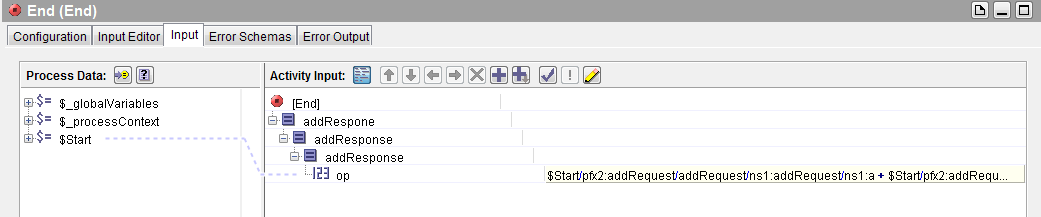 End (End)
Configuration Input Editor Input Error Schemas Error Output
Process Data: Activity Input:
$= $_globalVariables
$= $_processContext
$= $Start
[End]
addRespone
addResponse
addResponse
123 op $Start/pfx2:addRequest/addRequest/ns1:addRequest/ns1:a + $Start/pfx2:addRequ...